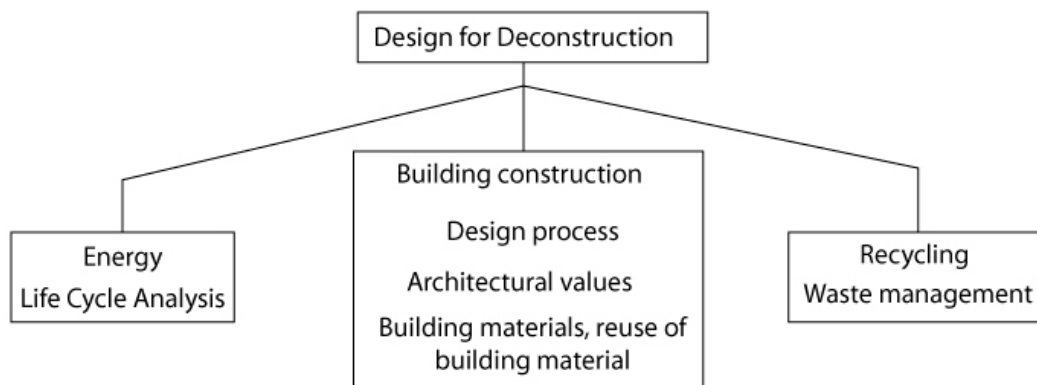 Design for Deconstruction
Building construction
Design process
Architectural values
Building materials, reuse of
building material
Energy
Life Cycle Analysis
Recycling
Waste management